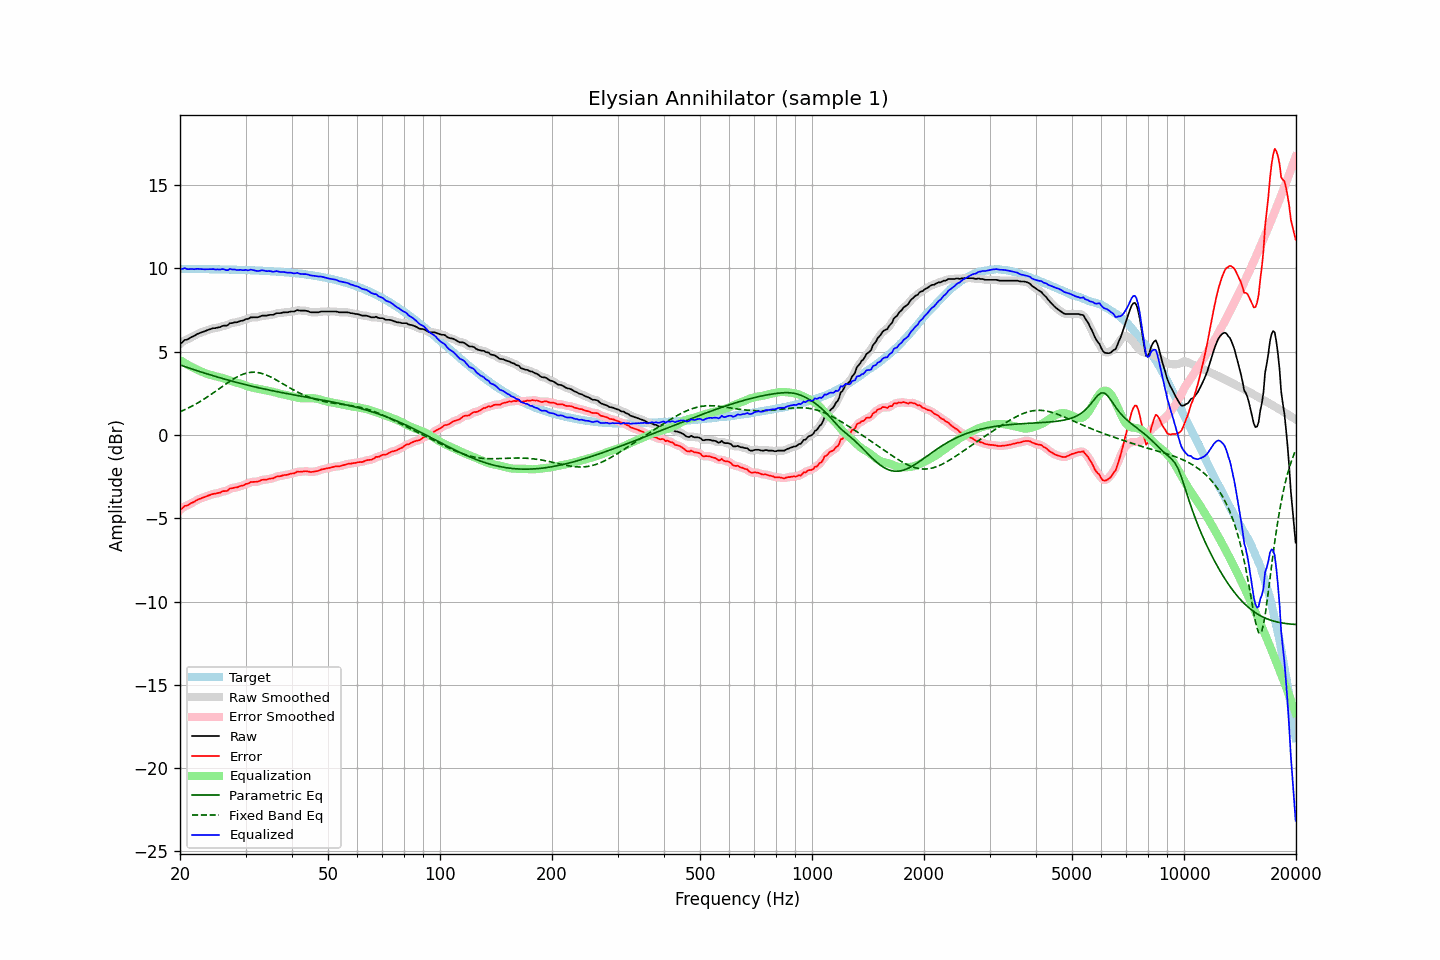 Elysian Annihilator (sample 1)
Amplitude (dBr)
15
10
5
0
−5
−10
−15
−20
−25
Target
Raw Smoothed
Error Smoothed
Raw
Error
Equalization
Parametric Eq
Fixed Band Eq
Equalized
20 50 100 200 500 1000 2000 5000 10000 20000
Frequency (Hz)